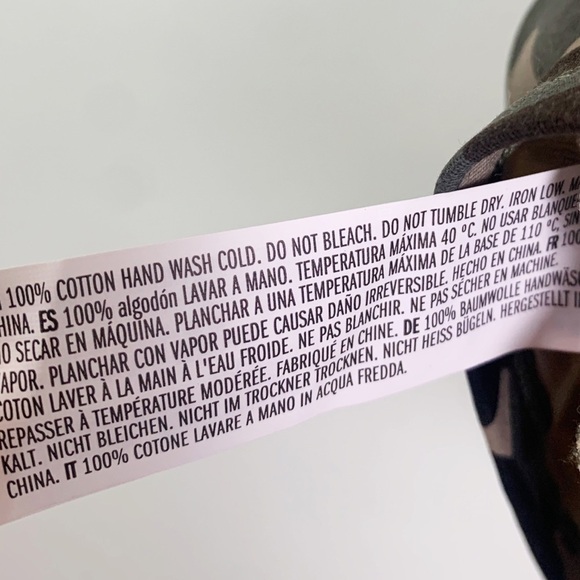 100% COTTON HAND WASH COLD. DO NOT BLEACH. DO NOT TUMBLE DRY. IRON LOW.
CHINA. ES 100% algodón LAVAR A MANO. TEMPERATURA MÁXIMA 40 °C. NO USAR BLANQUE
NO SECAR EN MÁQUINA. PLANCHAR A UNA TEMPERATURA MÁXIMA DE LA BASE DE 110 °C, SIN
VAPOR. PLANCHAR CON VAPOR PUEDE CAUSAR DAÑO IRREVERSIBLE. HECHO EN CHINA. FR 100
COTON LAVER À LA MAIN À L'EAU FROIDE. NE PAS BLANCHIR. NE PAS SÉCHER EN MACHINE.
REPASSER À TEMPÉRATURE MODÉRÉE. FABRIQUÉ EN CHINE. DE 100% BAUMWOLLE HANDWÄSC
KALT. NICHT BLEICHEN. NICHT IM TROCKNER TROCKNEN. NICHT HEISS BÜGELN. HERGESTELLT I
CHINA. IT 100% COTONE LAVARE A MANO IN ACQUA FREDDA.